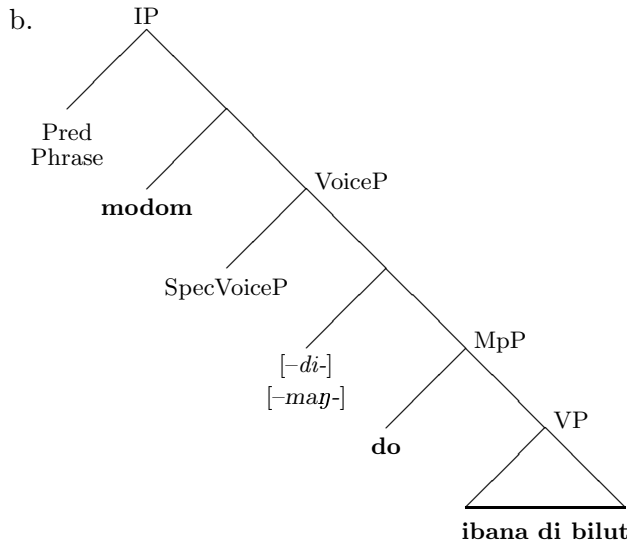 b.
IP
Pred
Phrase
modom
VoiceP
SpecVoiceP
[–di-]
[–maŋ-]
MpP
do
VP
ibana di bilut